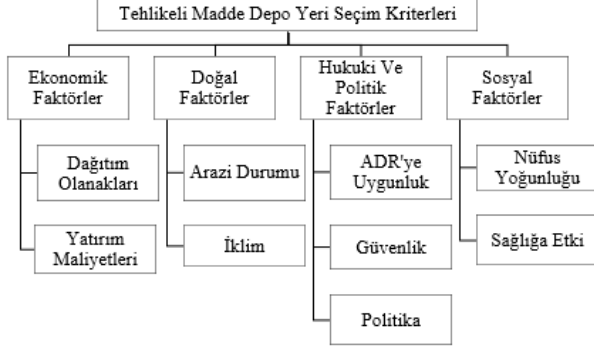 Tehlikeli Madde Depo Yeri Seçim Kriterleri
Ekonomik
Faktörler
Doğal
Faktörler
Hukuki Ve
Politik
Faktörler
Sosyal
Faktörler
Dağıtım
Olanakları
Yatırım
Maliyetleri
Arazi Durumu
İklim
ADR'ye
Uygunluk
Güvenlik
Politika
Nüfus
Yoğunluğu
Sağlığa Etki